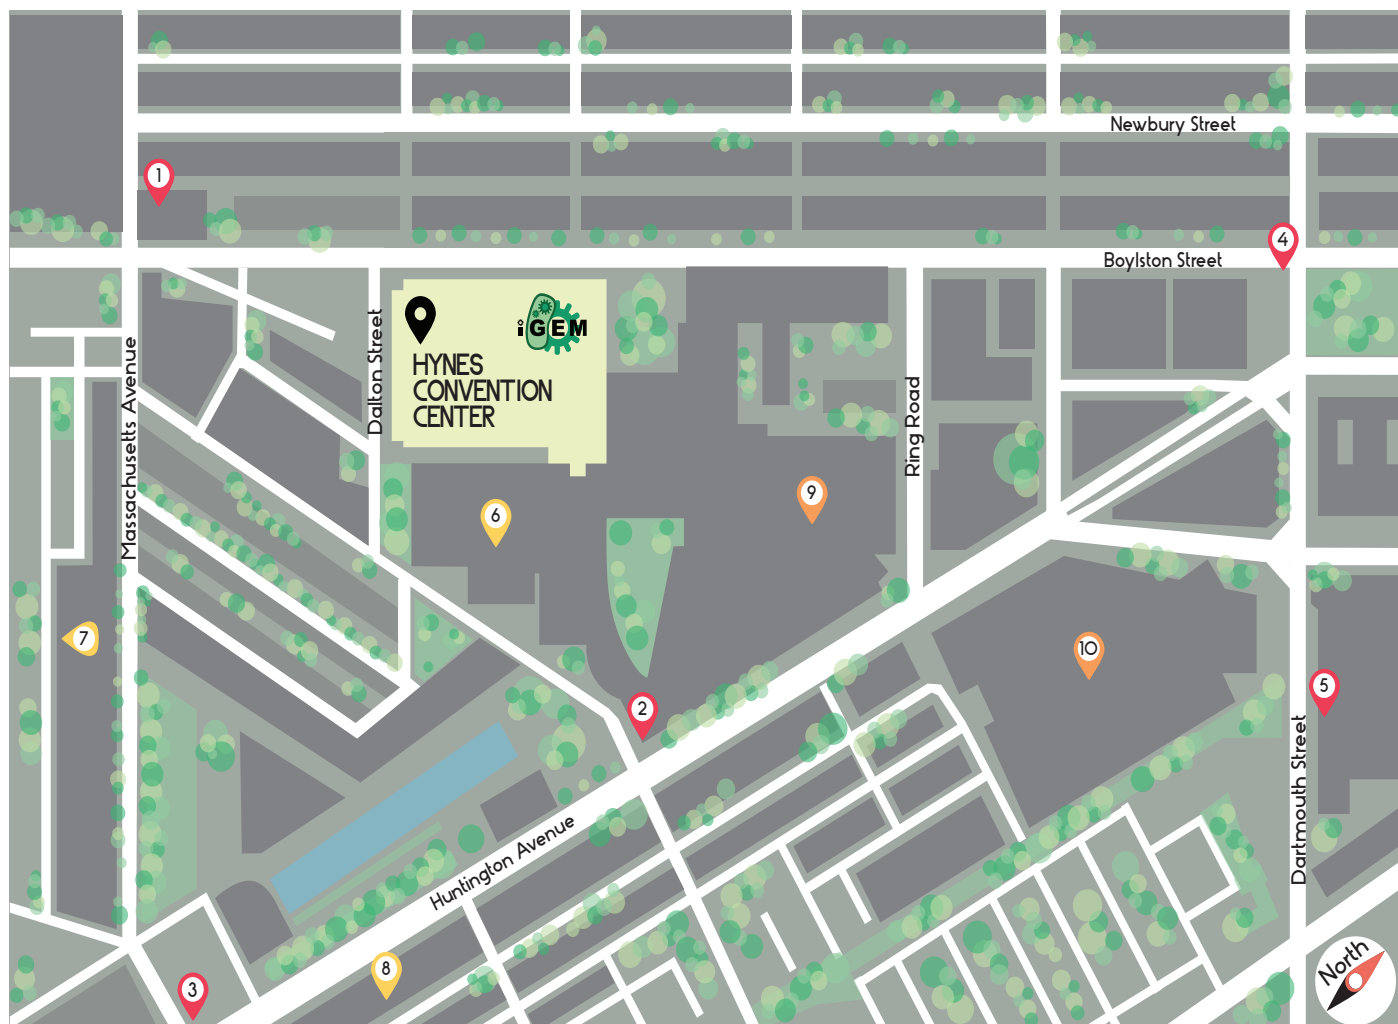 Newbury Street
1
4
Boylston Street
iGEM
HYNES
CONVENTION
CENTER
Dalton Street
Massachusetts Avenue
Ring Road
9
6
7
10
5
2
Dartmouth Street
Huntington Avenue
8
3
North